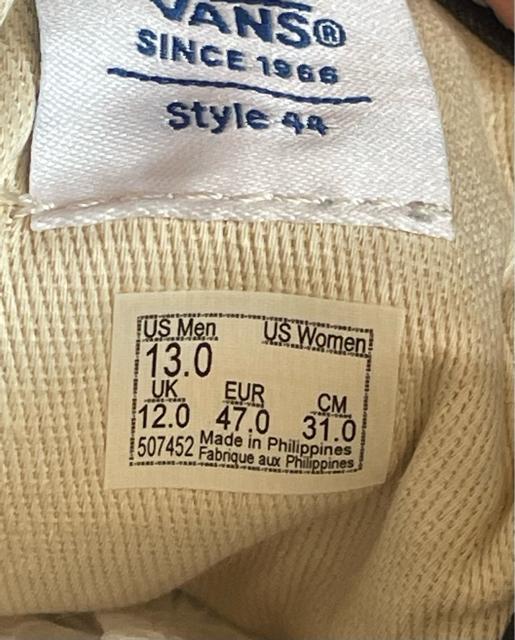 VANS®
SINCE 1966
Style 44
US Men US Women
13.0
UK EUR CM
12.0 47.0 31.0
507452 Made in Philippines
Fabrique aux Philippines